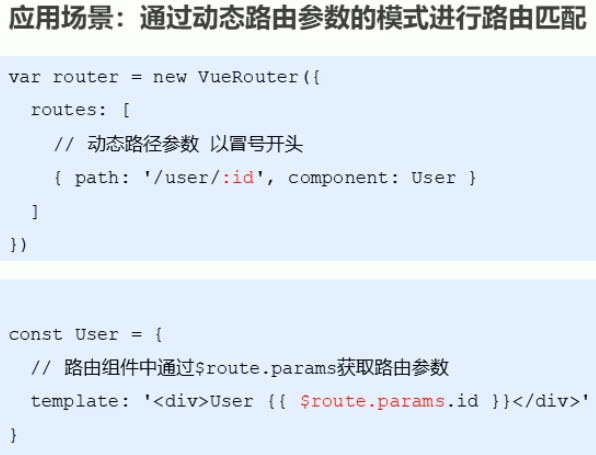 应用场景：通过动态路由参数的模式进行路由匹配
var router = new VueRouter({
  routes: [
    // 动态路径参数 以冒号开头
    { path: '/user/:id', component: User }
  ]
})
const User = {
  // 路由组件中通过$route.params获取路由参数
  template: '<div>User {{ $route.params.id }}</div>'
}